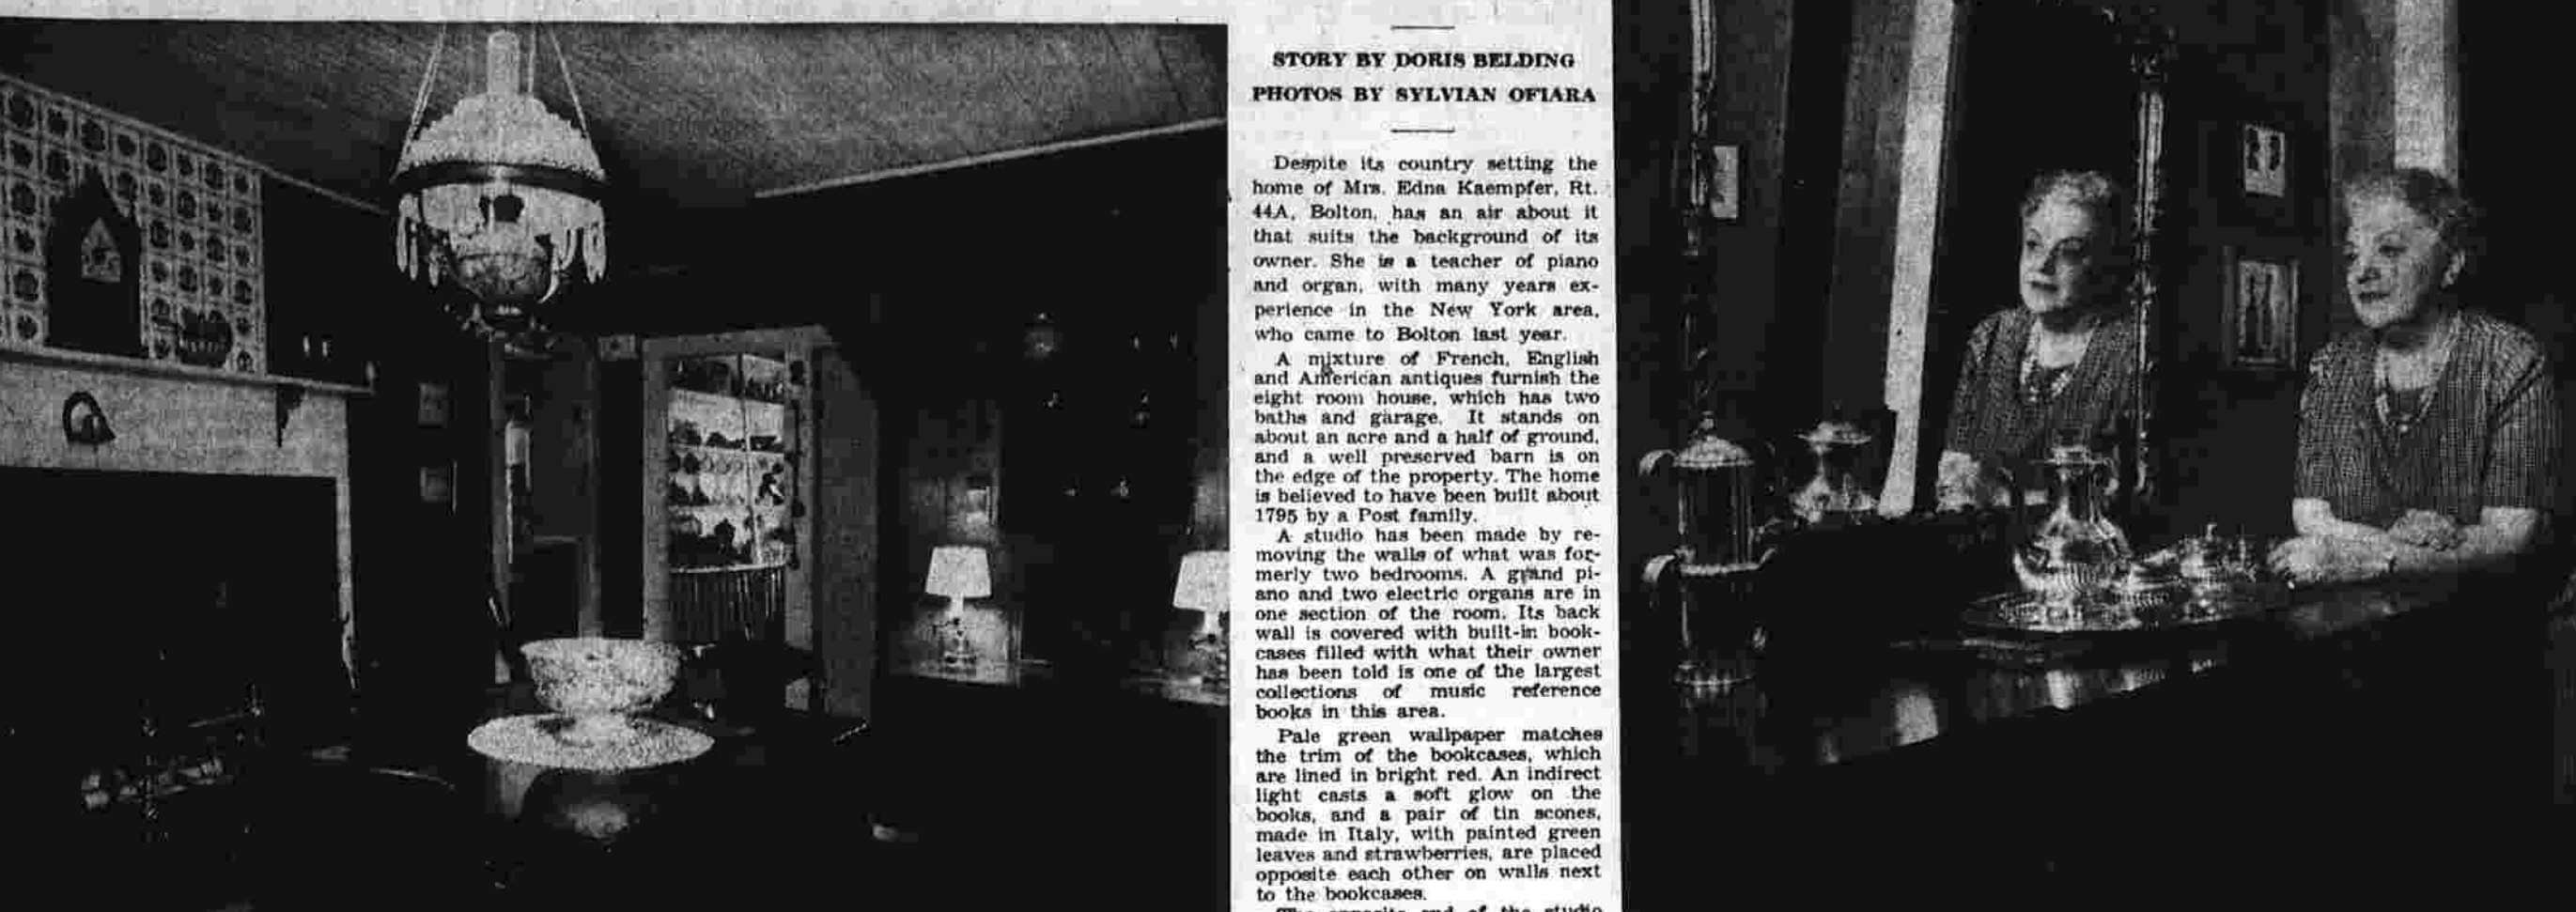 STORY BY DORIS BELDING
PHOTOS BY SYLVIAN OFIARA
Despite its country setting the
home of Mrs. Edna Kaempfer, Rt.
44A, Bolton, has an air about it
that suits the background of its
owner. She is a teacher of piano
and organ, with many years ex-
perience in the New York area,
who came to Bolton last year.
A mixture of French, English
and American antiques furnish the
eight room house, which has two
baths and garage. It stands on
about an acre and a half of ground,
and a well preserved barn is on
the edge of the property. The home
is believed to have been built about
1795 by a Post family.
A studio has been made by re-
moving the walls of what was for-
merly two bedrooms. A grand pi-
ano and two electric organs are in
one section of the room. Its back
wall is covered with built-in book-
cases filled with what their owner
has been told is one of the largest
collections of music reference
books in this area.
Pale green wallpaper matches
the trim of the bookcases, which
are lined in bright red. An indirect
light casts a soft glow on the
books, and a pair of tin scones,
made in Italy, with painted green
leaves and strawberries, are placed
opposite each other on walls next
to the bookcases.
The opposite end of the studio